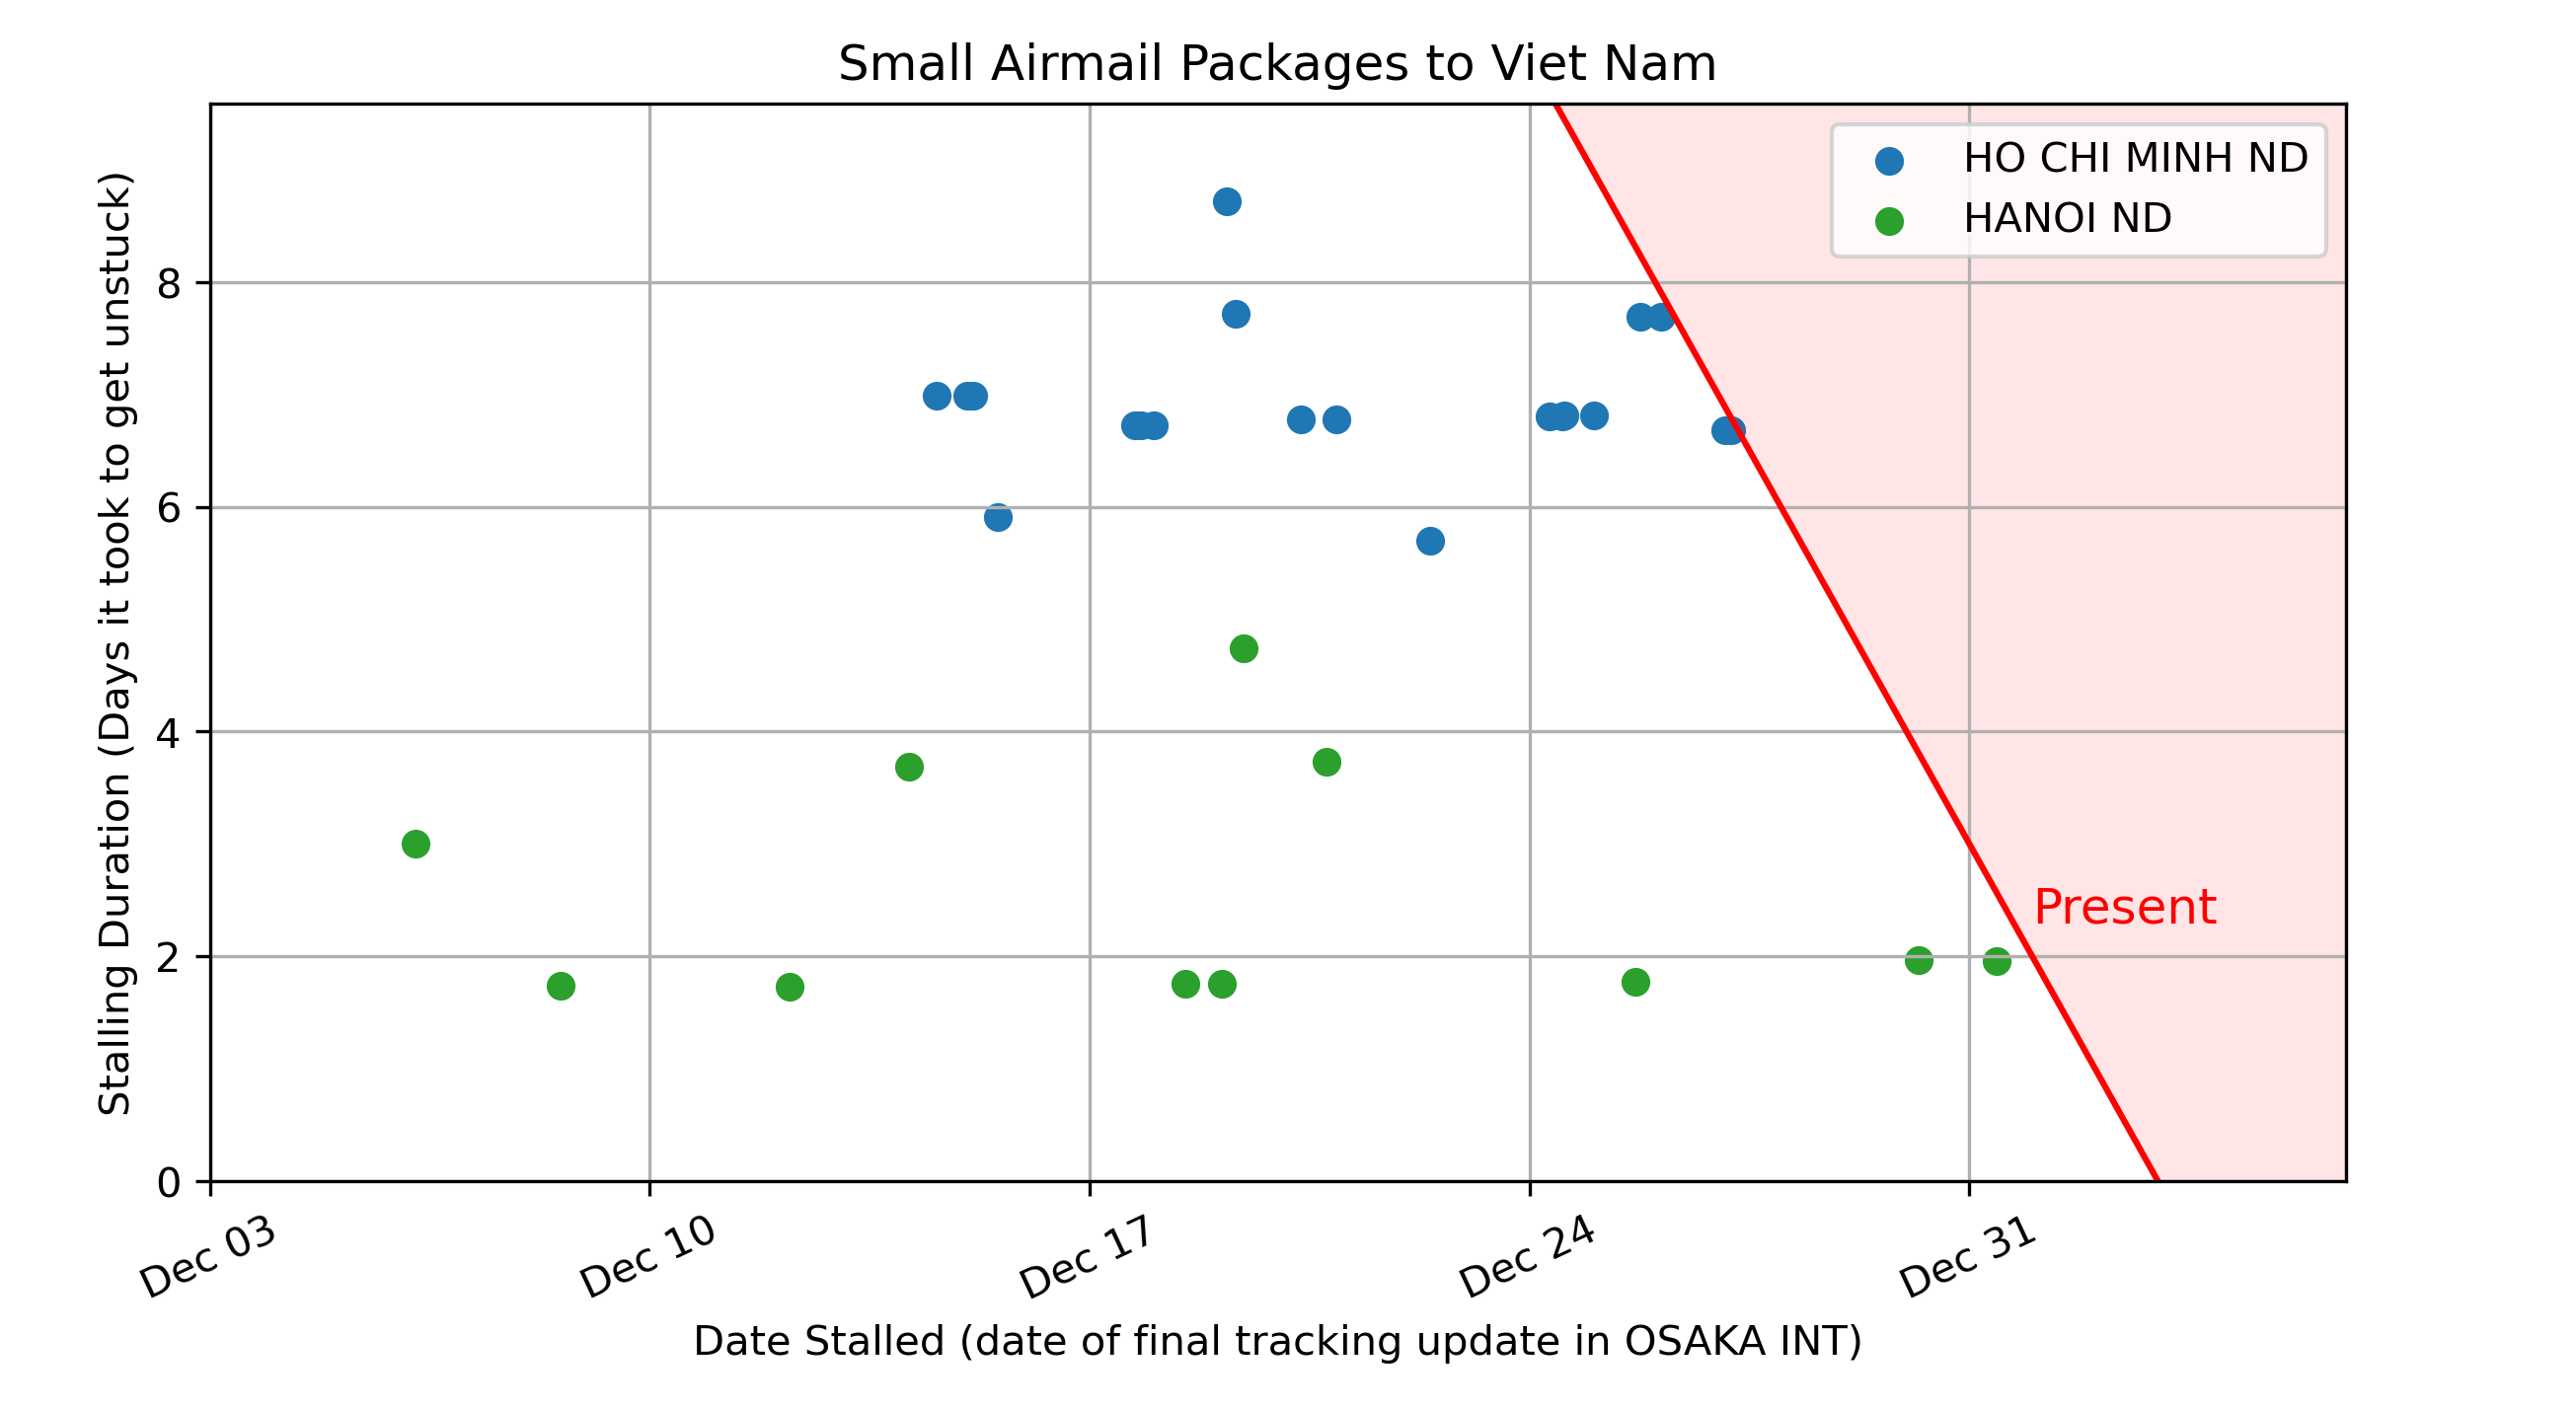 Small Airmail Packages to Viet Nam
HO CHI MINH ND
HANOI ND
Stalling Duration (Days it took to get unstuck)
8
6
4
2
0
Present
Dec 03
Dec 10
Dec 17
Dec 24
Dec 31
Date Stalled (date of final tracking update in OSAKA INT)